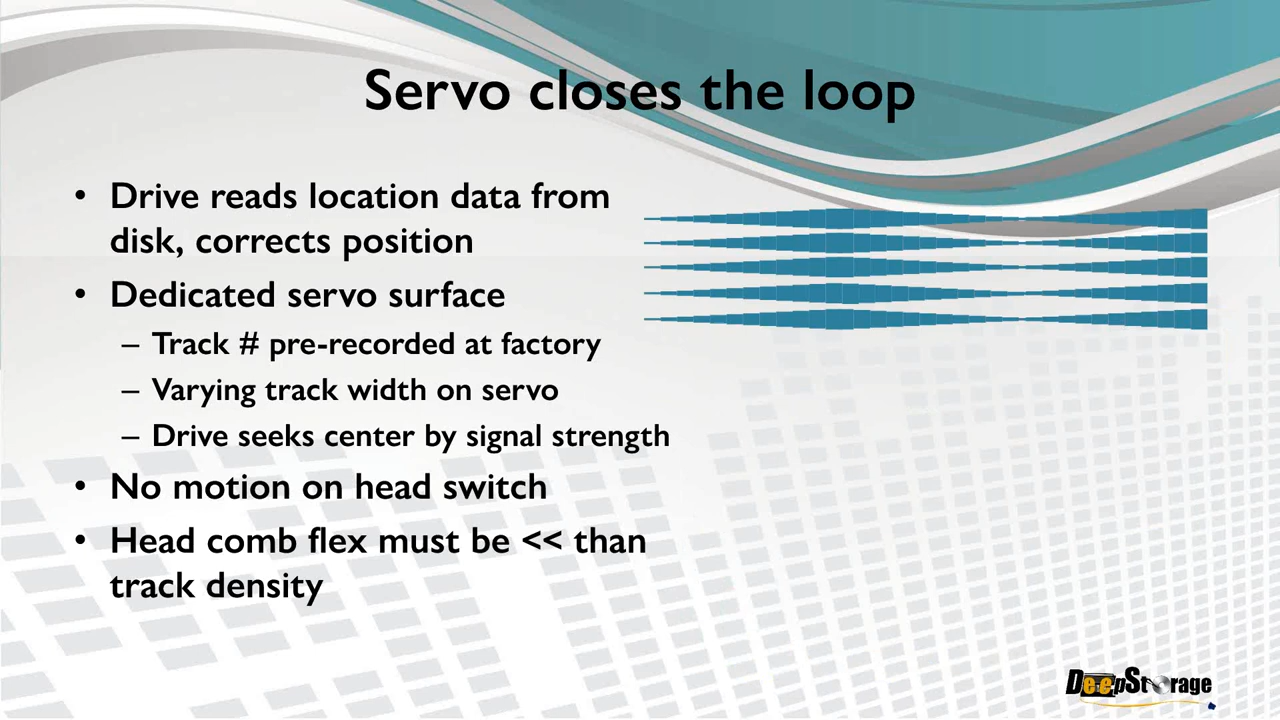 Servo closes the loop
• Drive reads location data from
disk, corrects position
• Dedicated servo surface
– Track # pre-recorded at factory
– Varying track width on servo
– Drive seeks center by signal strength
• No motion on head switch
• Head comb flex must be << than
track density
DeepStorage